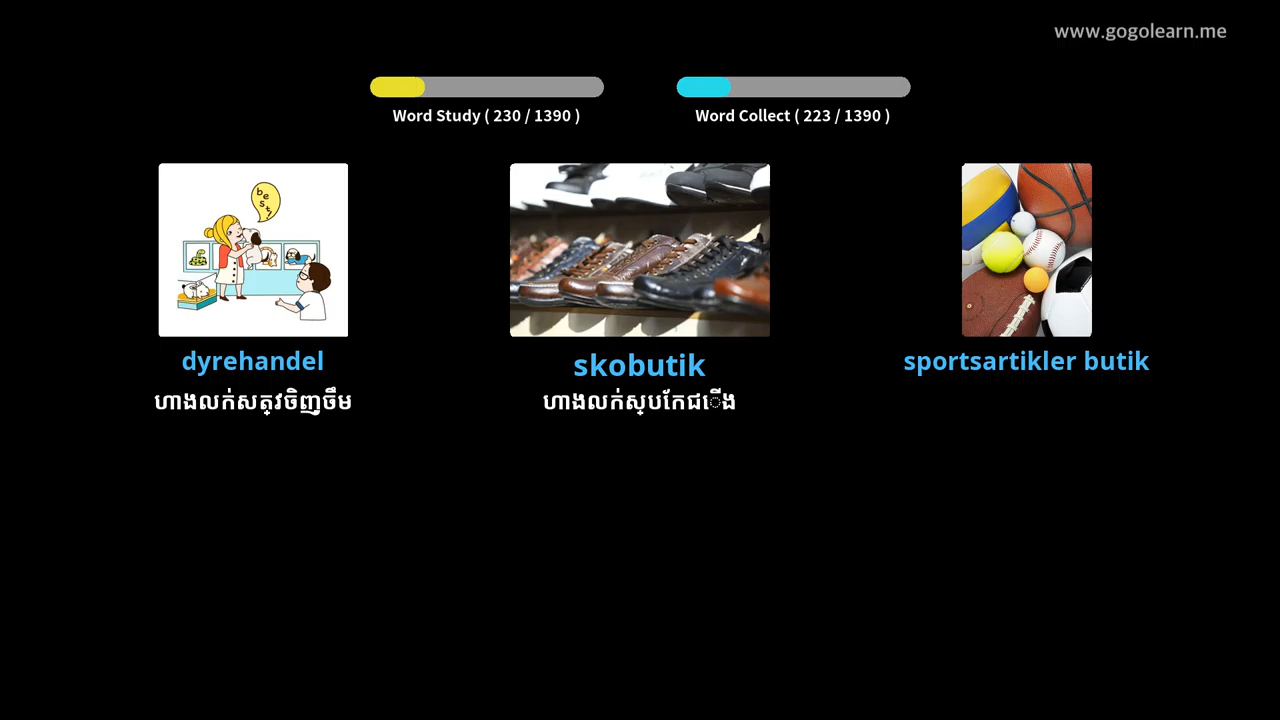 www.gogolearn.me
Word Study ( 230 / 1390 )
Word Collect ( 223 / 1390 )
best,
dyrehandel
skobutik
sportsartikler butik
ហាងលក់សត្វចិញ្ចឹម
ហាងលក់ស្បែកជើង